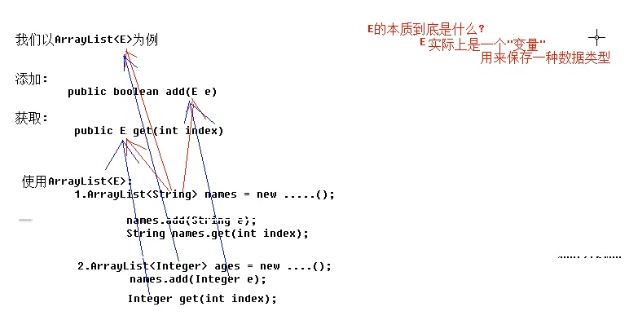 我们以ArrayList<E>为例
E的本质到底是什么?
E实际上是一个"变量"
用来保存一种数据类型
添加:
public boolean add(E e)
获取:
public E get(int index)
使用ArrayList<E>:
1.ArrayList<String> names = new .....();
names.add(String e);
String names.get(int index);
2.ArrayList<Integer> ages = new ....();
names.add(Integer e);
Integer get(int index);